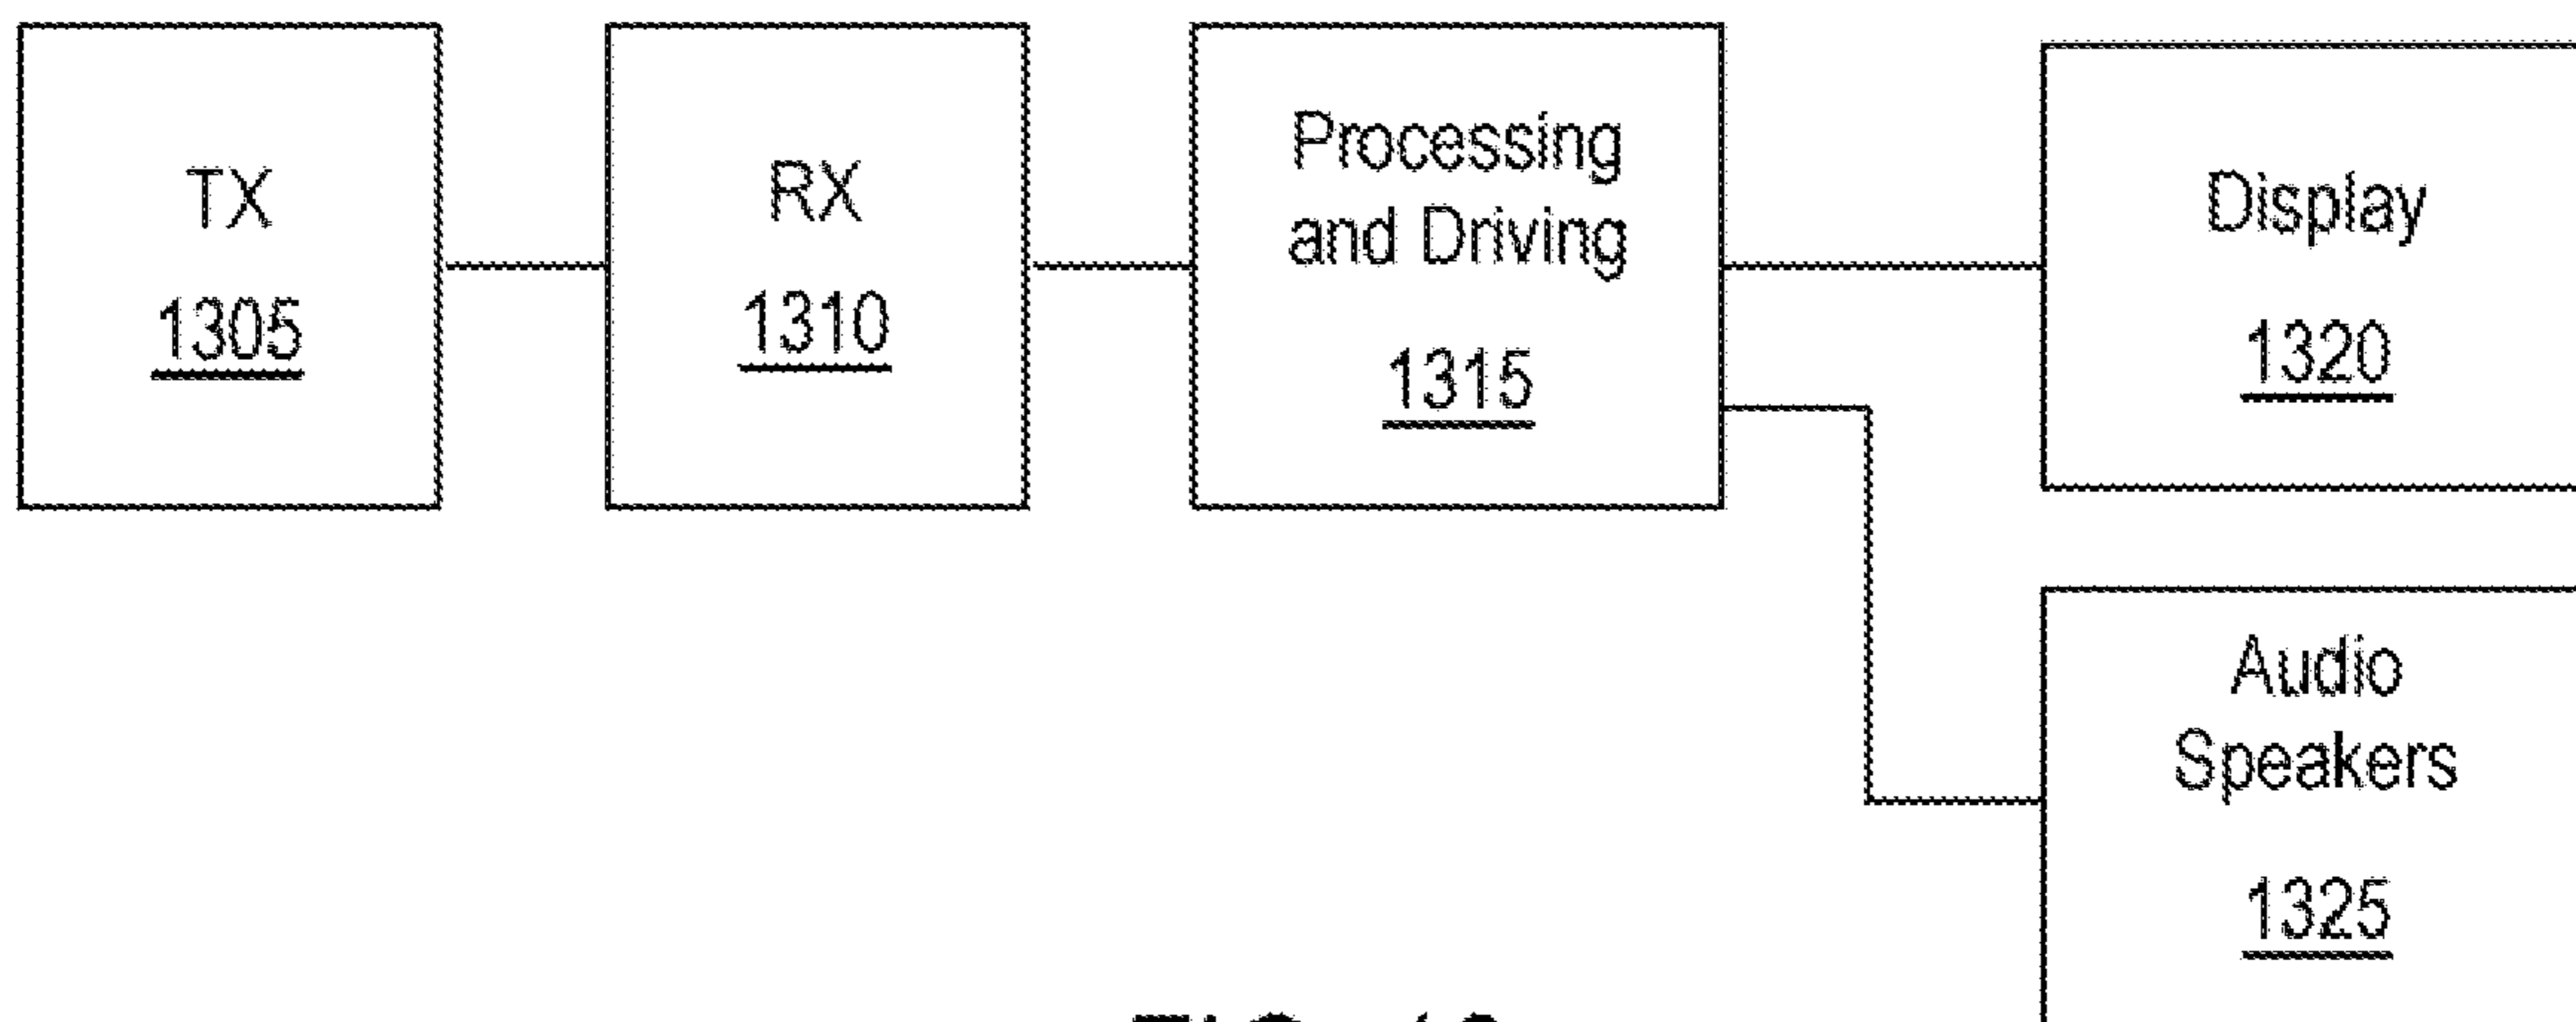 TX
1305
RX
1310
Processing
and Driving
1315
Display
1320
Audio
Speakers
1325